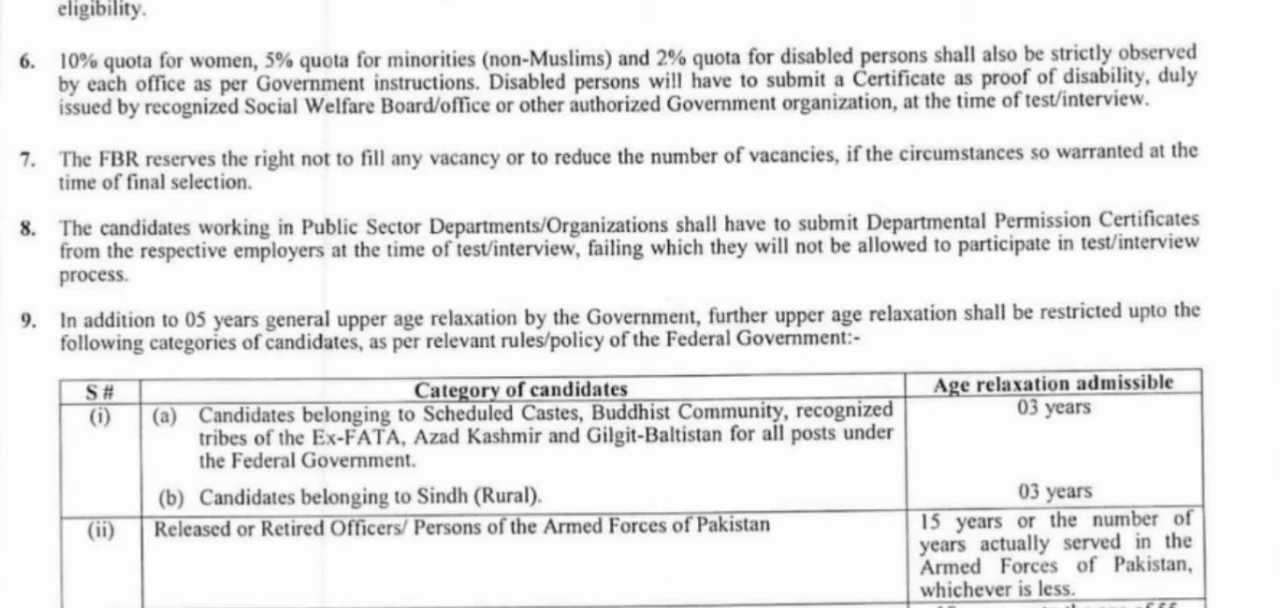 eligibility.
6. 10% quota for women, 5% quota for minorities (non-Muslims) and 2% quota for disabled persons shall also be strictly observed
by each office as per Government instructions. Disabled persons will have to submit a Certificate as proof of disability, duly
issued by recognized Social Welfare Board/office or other authorized Government organization, at the time of test/interview.
7. The FBR reserves the right not to fill any vacancy or to reduce the number of vacancies, if the circumstances so warranted at the
time of final selection.
8. The candidates working in Public Sector Departments/Organizations shall have to submit Departmental Permission Certificates
from the respective employers at the time of test/interview, failing which they will not be allowed to participate in test/interview
process.
9. In addition to 05 years general upper age relaxation by the Government, further upper age relaxation shall be restricted upto the
following categories of candidates, as per relevant rules/policy of the Federal Government:-
S # Category of candidates Age relaxation admissible
(i) (a) Candidates belonging to Scheduled Castes, Buddhist Community, recognized 03 years
tribes of the Ex-FATA, Azad Kashmir and Gilgit-Baltistan for all posts under
the Federal Government.
(b) Candidates belonging to Sindh (Rural). 03 years
(ii) Released or Retired Officers/ Persons of the Armed Forces of Pakistan 15 years or the number of
years actually served in the
Armed Forces of Pakistan,
whichever is less.